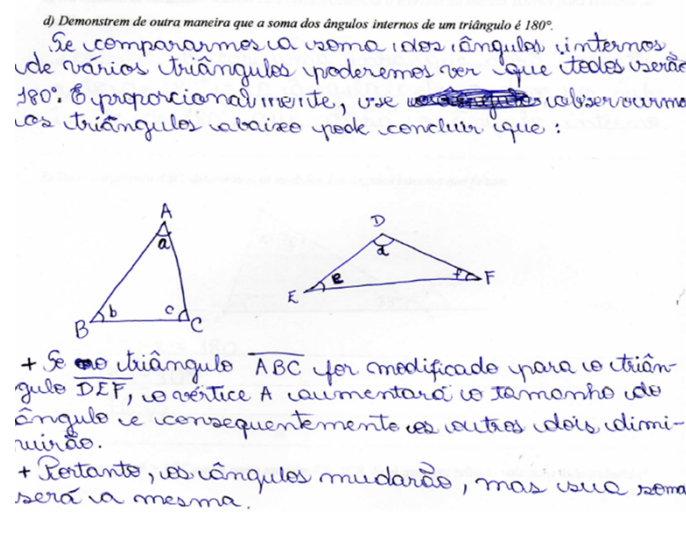 d) Demonstrem de outra maneira que a soma dos ângulos internos de um triângulo é 180°.
Se compararmos a soma dos ângulos internos
de vários triângulos poderemos ver que todos serão
180°. E proporcionalmente, se observarmo
os triângulos abaixo pode concluir que:
A
a
b
c
B
C
D
d
e
f
E
F
+ Se o triângulo ABC for modificado para o triân-
gulo DEF, o vértice A aumentará o tamanho do
ângulo e consequentemente os outros dois dimi-
nuirão.
+ Portanto, os ângulos mudarão, mas sua soma
será a mesma.